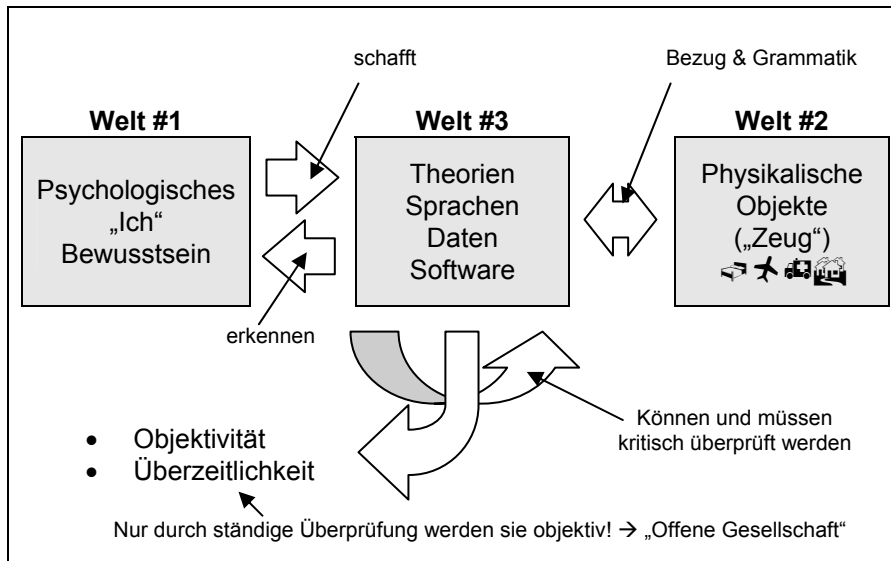 schafft
Bezug & Grammatik
Welt #1
Welt #3
Welt #2
Psychologisches
„Ich“
Bewusstsein
Theorien
Sprachen
Daten
Software
Physikalische
Objekte
(„Zeug“)
erkennen
Können und müssen
kritisch überprüft werden
• Objektivität
• Überzeitlichkeit
Nur durch ständige Überprüfung werden sie objektiv! → „Offene Gesellschaft“